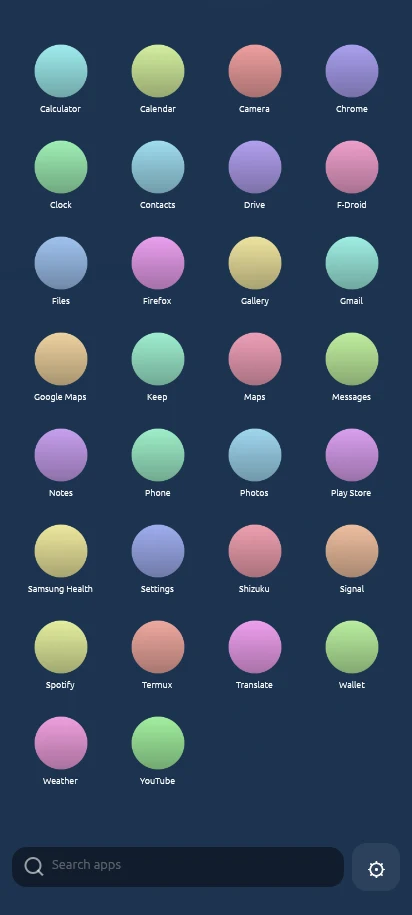 Calculator Calendar Camera Chrome
Clock Contacts Drive F-Droid
Files Firefox Gallery Gmail
Google Maps Keep Maps Messages
Notes Phone Photos Play Store
Samsung Health Settings Shizuku Signal
Spotify Termux Translate Wallet
Weather YouTube
Search apps